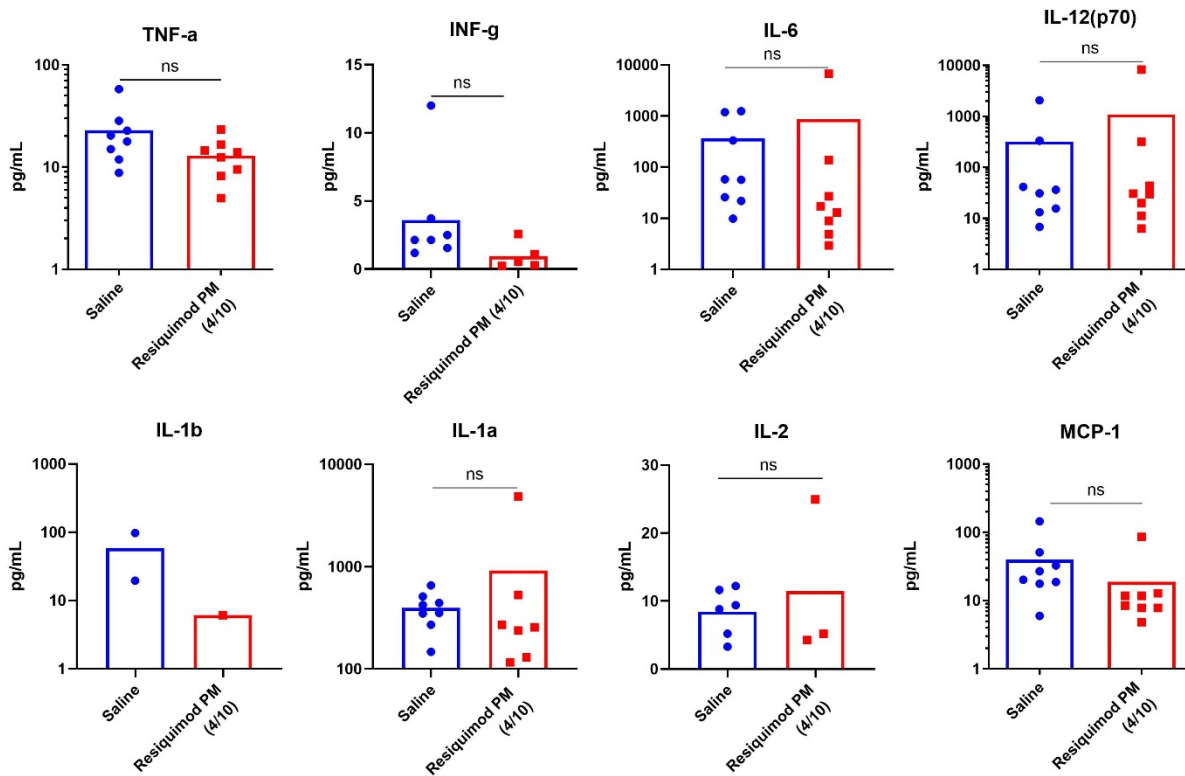 TNF-a
ns
100
10
1
pg/mL
Saline
Resiquimod PM
(4/10)
INF-g
ns
15
10
5
0
pg/mL
Saline
Resiquimod PM (4/10)
IL-6
ns
10000
1000
100
10
1
pg/mL
Saline
Resiquimod PM
(4/10)
IL-12(p70)
ns
10000
1000
100
10
1
pg/mL
Saline
Resiquimod PM
(4/10)
IL-1b
1000
100
10
1
pg/mL
Saline
Resiquimod PM
(4/10)
IL-1a
ns
10000
1000
100
pg/mL
Saline
Resiquimod PM
(4/10)
IL-2
ns
30
20
10
0
pg/mL
Saline
Resiquimod PM
(4/10)
MCP-1
ns
1000
100
10
1
pg/mL
Saline
Resiquimod PM
(4/10)